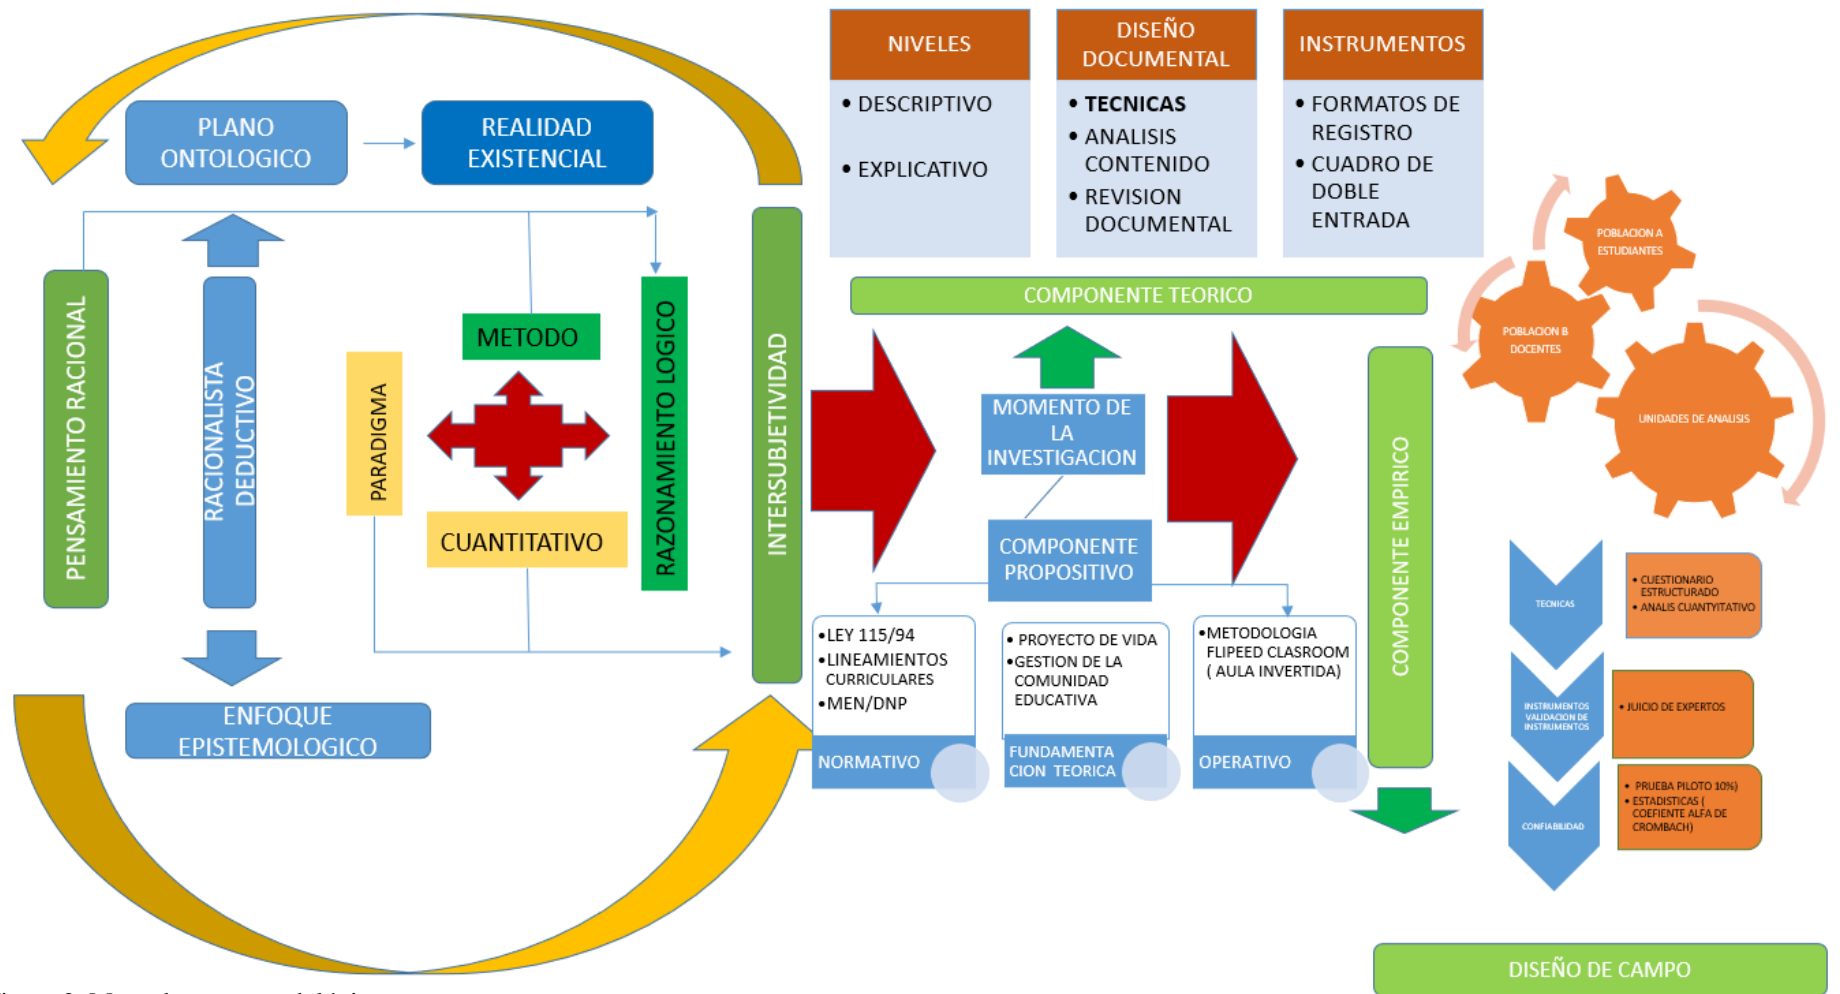 PLANO
ONTOLOGICO
REALIDAD
EXISTENCIAL
PENSAMIENTO RACIONAL
RACIONALISTA
DEDUCTIVO
PARADIGMA
METODO
CUANTITATIVO
RAZONAMIENTO LOGICO
ENFOQUE
EPISTEMOLOGICO
INTERSUBJETIVIDAD
NIVELES
• DESCRIPTIVO
• EXPLICATIVO
DISEÑO
DOCUMENTAL
• TECNICAS
• ANALISIS
CONTENIDO
• REVISION
DOCUMENTAL
INSTRUMENTOS
• FORMATOS DE
REGISTRO
• CUADRO DE
DOBLE
ENTRADA
COMPONENTE TEORICO
MOMENTO DE
LA
INVESTIGACION
COMPONENTE
PROPOSITIVO
•LEY 115/94
•LINEAMIENTOS
CURRICULARES
•MEN/DNP
NORMATIVO
• PROYECTO DE VIDA
•GESTION DE LA
COMUNIDAD
EDUCATIVA
FUNDAMENTA
CION TEORICA
•METODOLOGIA
FLIPEED CLASROOM
( AULA INVERTIDA)
OPERATIVO
COMPONENTE EMPIRICO
POBLACION A
ESTUDIANTES
POBLACION B
DOCENTES
UNIDADES DE ANALISIS
TECNICAS
• CUESTIONARIO
ESTRUCTURADO
• ANALIS CUANTYITATIVO
INSTRUMENTOS
VALIDACION DE
INSTRUMENTOS
• JUICIO DE EXPERTOS
CONFIABILIDAD
• PRUEBA PILOTO 10%)
• ESTADISTICAS (
COEFIENTE ALFA DE
CROMBACH)
DISEÑO DE CAMPO